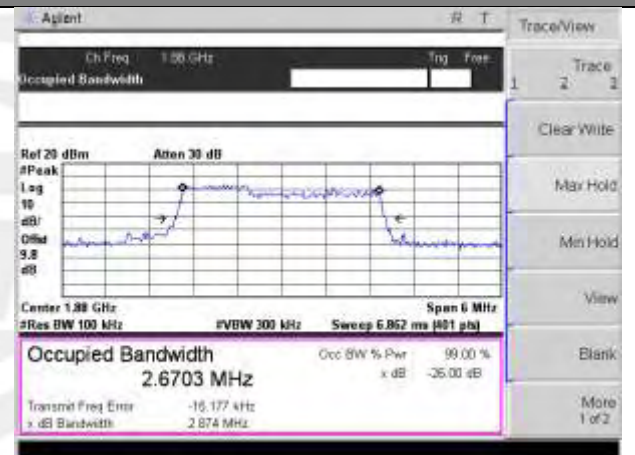 Agilent R T
Trace/View
Ch Freq 1.88 GHz Trig Free
Occupied Bandwidth
Trace
1 2 3
Clear Write
Ref 20 dBm Atten 30 dB
#Peak
Log
10
dB/
Offst
9.8
dB
Max Hold
Min Hold
Center 1.88 GHz Span 6 MHz
#Res BW 100 kHz #VBW 300 kHz Sweep 6.862 ms (401 pts)
View
Occupied Bandwidth Occ BW % Pwr 99.00 %
2.6703 MHz x dB -26.00 dB
Blank
Transmit Freq Error -16.177 kHz
x dB Bandwidth 2.874 MHz
More
1 of 2